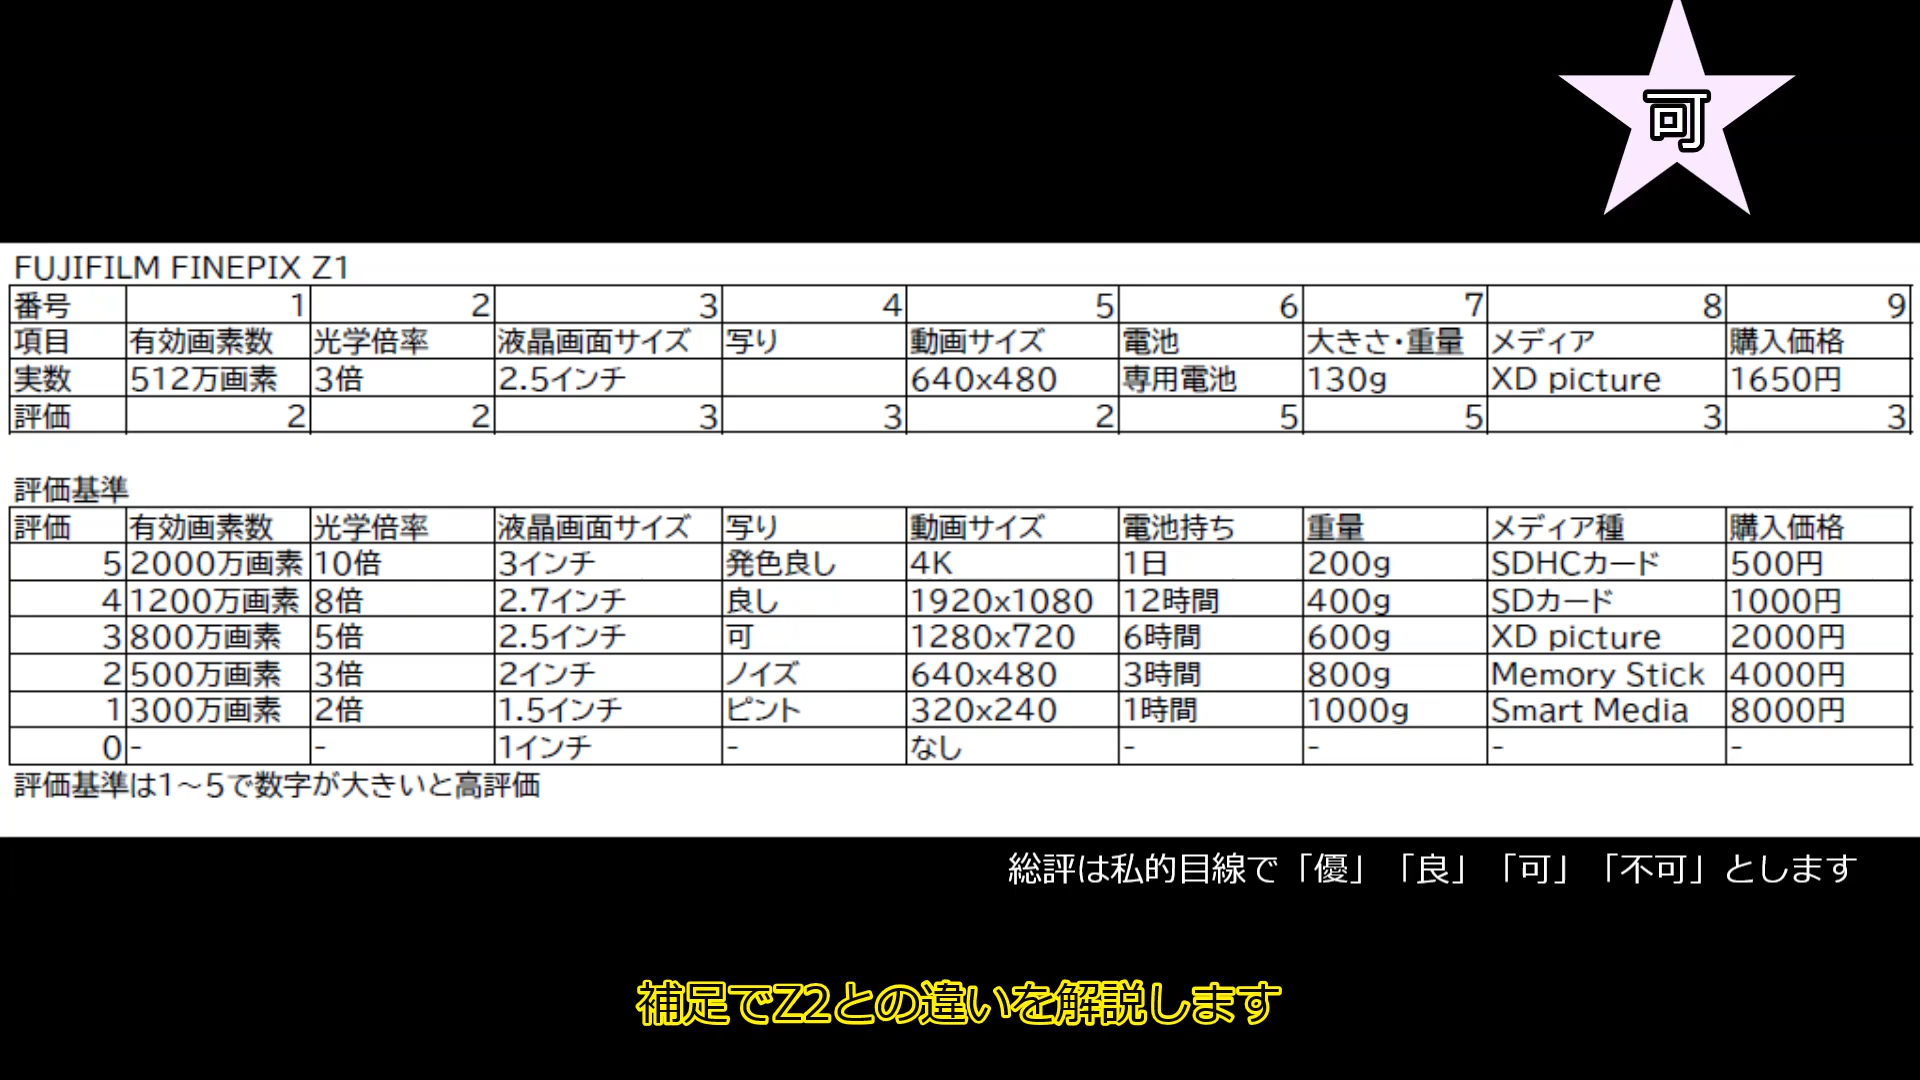 可
FUJIFILM FINEPIX Z1
番号 1 2 3 4 5 6 7 8 9
項目 有効画素数 光学倍率 液晶画面サイズ 写り 動画サイズ 電池 大きさ・重量 メディア 購入価格
実数 512万画素 3倍 2.5インチ 640x480 専用電池 130g XD picture 1650円
評価 2 2 3 3 2 5 5 3 3
評価基準
評価 有効画素数 光学倍率 液晶画面サイズ 写り 動画サイズ 電池持ち 重量 メディア種 購入価格
5 2000万画素 10倍 3インチ 発色良し 4K 1日 200g SDHCカード 500円
4 1200万画素 8倍 2.7インチ 良し 1920x1080 12時間 400g SDカード 1000円
3 800万画素 5倍 2.5インチ 可 1280x720 6時間 600g XD picture 2000円
2 500万画素 3倍 2インチ ノイズ 640x480 3時間 800g Memory Stick 4000円
1 300万画素 2倍 1.5インチ ピント 320x240 1時間 1000g Smart Media 8000円
0 - - 1インチ - なし - - - -
評価基準は1～5で数字が大きいと高評価
総評は私的目線で「優」「良」「可」「不可」とします
補足でZ2との違いを解説します